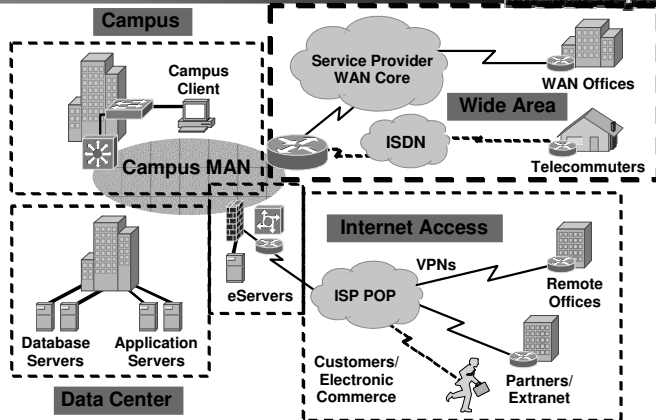 Campus
Campus
Client
Campus MAN
Service Provider
WAN Core
WAN Offices
Wide Area
ISDN
Telecommuters
Internet Access
eServers
VPNs
ISP POP
Remote
Offices
Customers/
Electronic
Commerce
Partners/
Extranet
Database
Servers
Application
Servers
Data Center